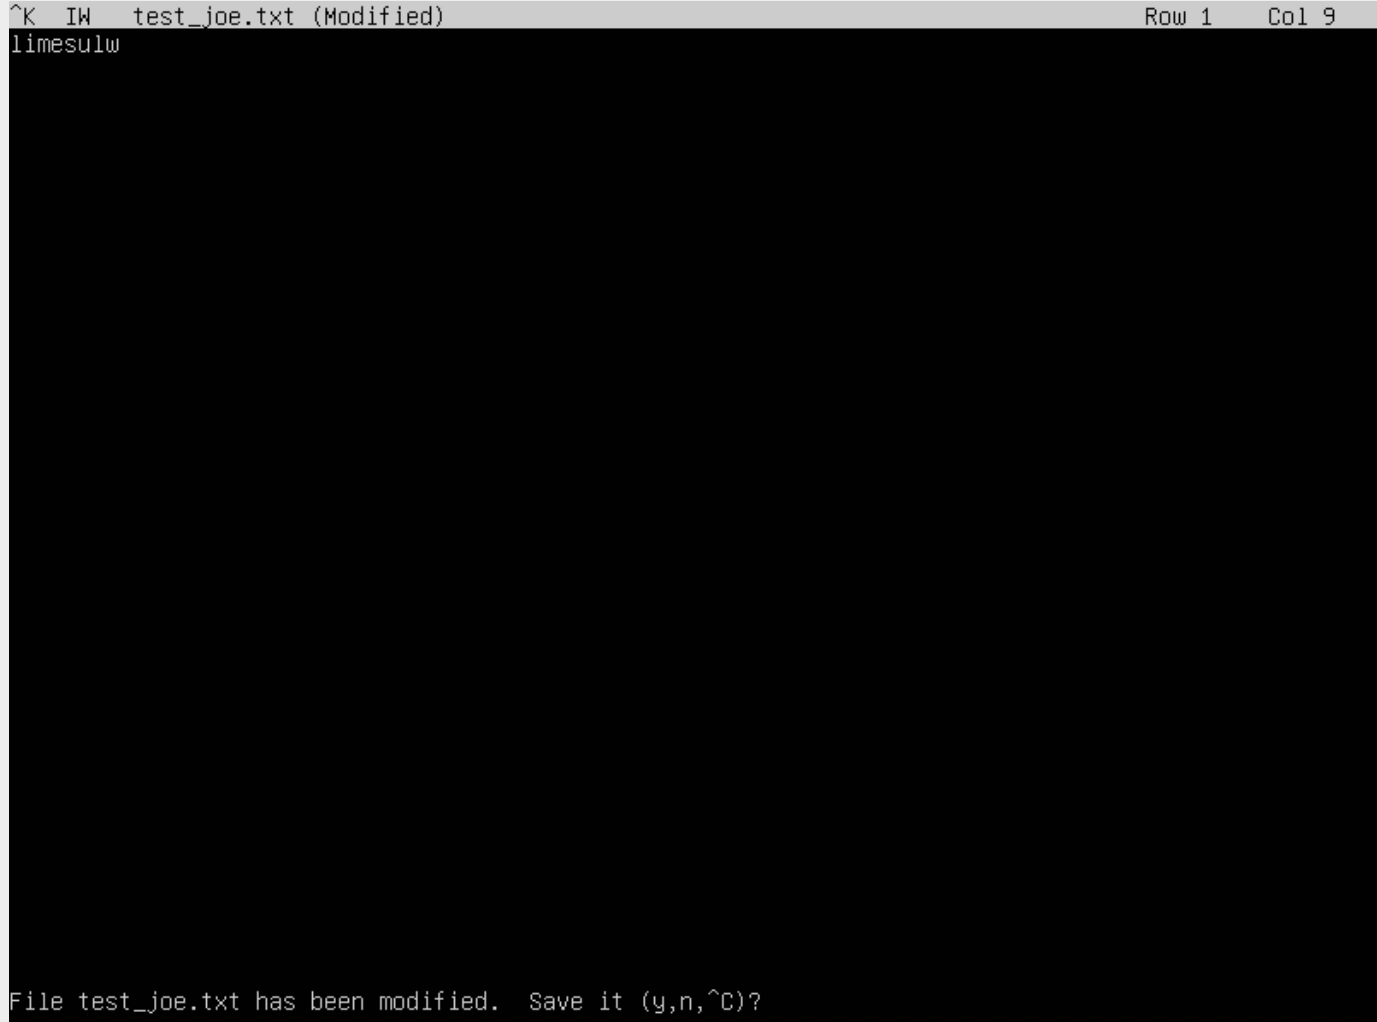 ^K  IW   test_joe.txt (Modified)   Row 1   Col 9
limesulw
File test_joe.txt has been modified.  Save it (y,n,^C)?